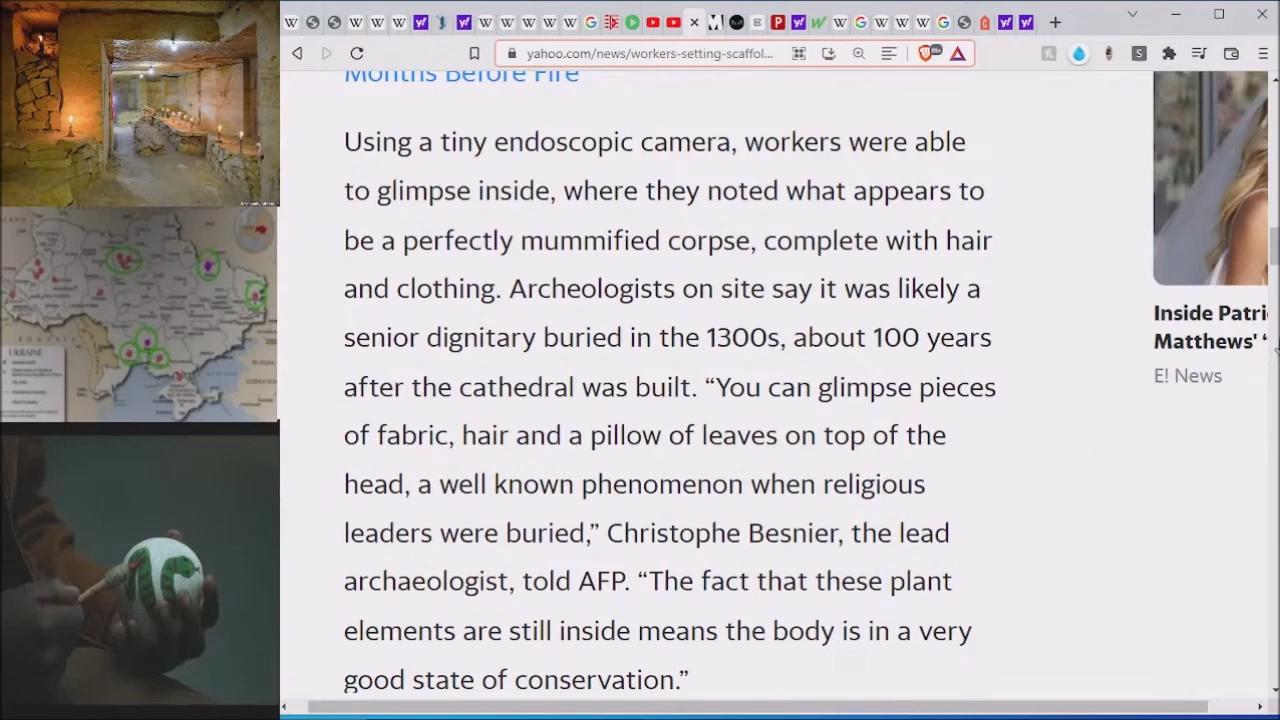 yahoo.com/news/workers-setting-scaffol...
99+
Months Before Fire
Using a tiny endoscopic camera, workers were able
to glimpse inside, where they noted what appears to
be a perfectly mummified corpse, complete with hair
and clothing. Archeologists on site say it was likely a
senior dignitary buried in the 1300s, about 100 years
after the cathedral was built. “You can glimpse pieces
of fabric, hair and a pillow of leaves on top of the
head, a well known phenomenon when religious
leaders were buried,” Christophe Besnier, the lead
archaeologist, told AFP. “The fact that these plant
elements are still inside means the body is in a very
good state of conservation.”
Inside Patri
Matthews' “
E! News
UKRAINE